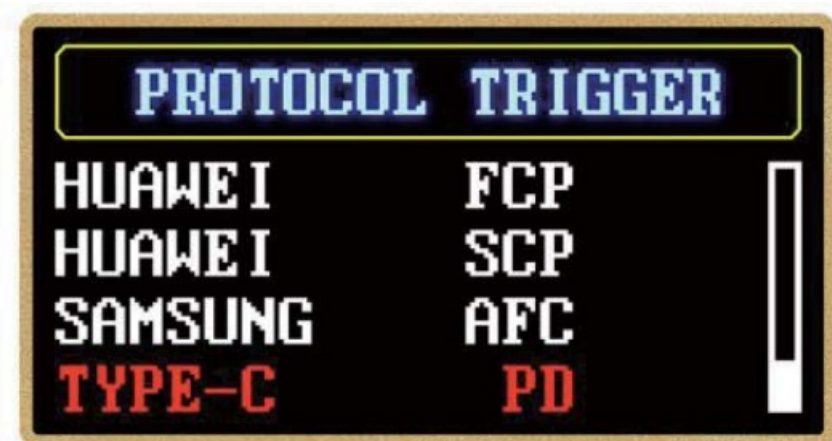 PROTOCOL TRIGGER
HUAWEI FCP
HUAWEI SCP
SAMSUNG AFC
TYPE-C PD